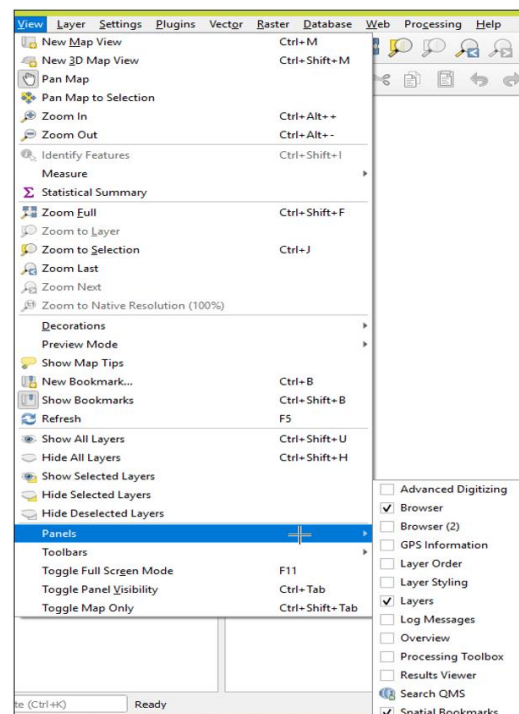 View Layer Settings Plugins Vector Raster Database Web Processing Help
New Map View Ctrl+M
New 3D Map View Ctrl+Shift+M
Pan Map
Pan Map to Selection
Zoom In Ctrl+Alt++
Zoom Out Ctrl+Alt+-
Identify Features Ctrl+Shift+I
Measure
Statistical Summary
Zoom Full Ctrl+Shift+F
Zoom to Layer
Zoom to Selection Ctrl+J
Zoom Last
Zoom Next
Zoom to Native Resolution (100%)
Decorations
Preview Mode
Show Map Tips
New Bookmark... Ctrl+B
Show Bookmarks Ctrl+Shift+B
Refresh F5
Show All Layers Ctrl+Shift+U
Hide All Layers Ctrl+Shift+H
Show Selected Layers
Hide Selected Layers
Hide Deselected Layers
Panels
Toolbars
Toggle Full Screen Mode F11
Toggle Panel Visibility Ctrl+Tab
Toggle Map Only Ctrl+Shift+Tab
Advanced Digitizing
Browser
Browser (2)
GPS Information
Layer Order
Layer Styling
Layers
Log Messages
Overview
Processing Toolbox
Results Viewer
Search QMS
Spatial Bookmarks
te (Ctrl+K) Ready